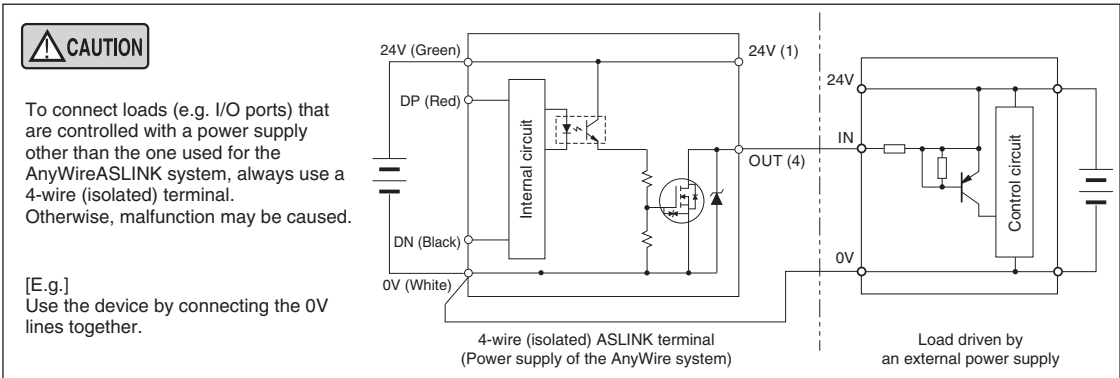 CAUTION
To connect loads (e.g. I/O ports) that
are controlled with a power supply
other than the one used for the
AnyWireASLINK system, always use a
4-wire (isolated) terminal.
Otherwise, malfunction may be caused.
[E.g.]
Use the device by connecting the 0V
lines together.
24V (Green)
DP (Red)
Internal circuit
DN (Black)
0V (White)
24V (1)
OUT (4)
4-wire (isolated) ASLINK terminal
(Power supply of the AnyWire system)
24V
IN
0V
Control circuit
Load driven by
an external power supply